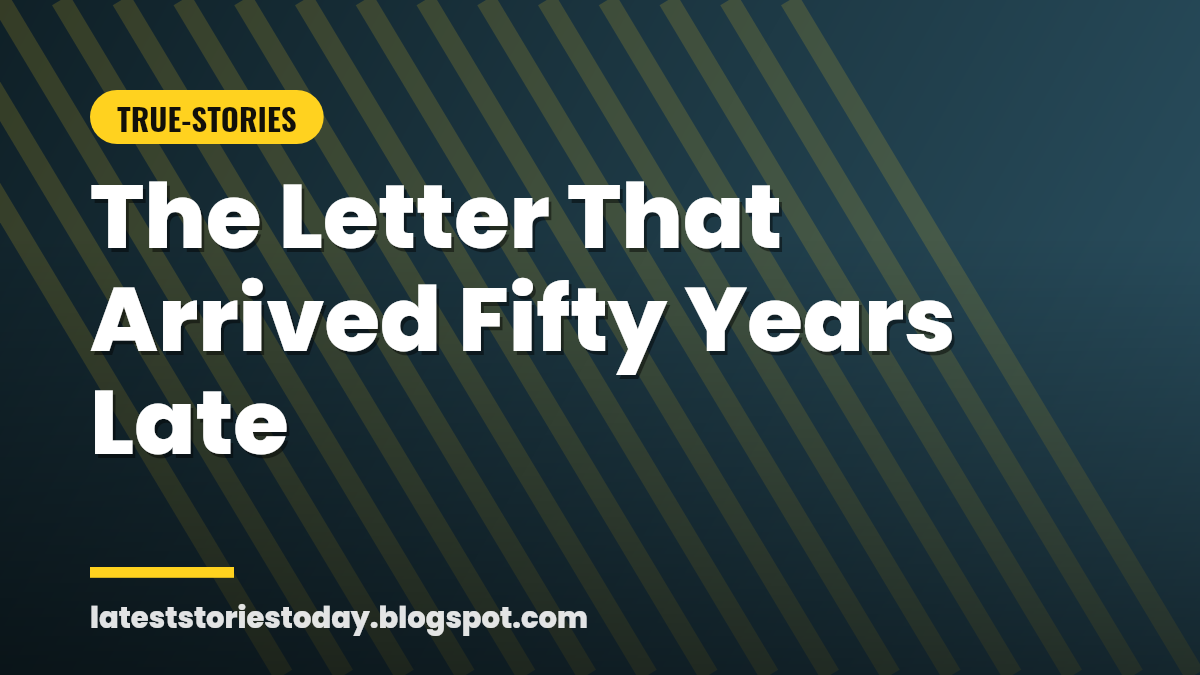 TRUE-STORIES
The Letter That
Arrived Fifty Years
Late
lateststoriestoday.blogspot.com